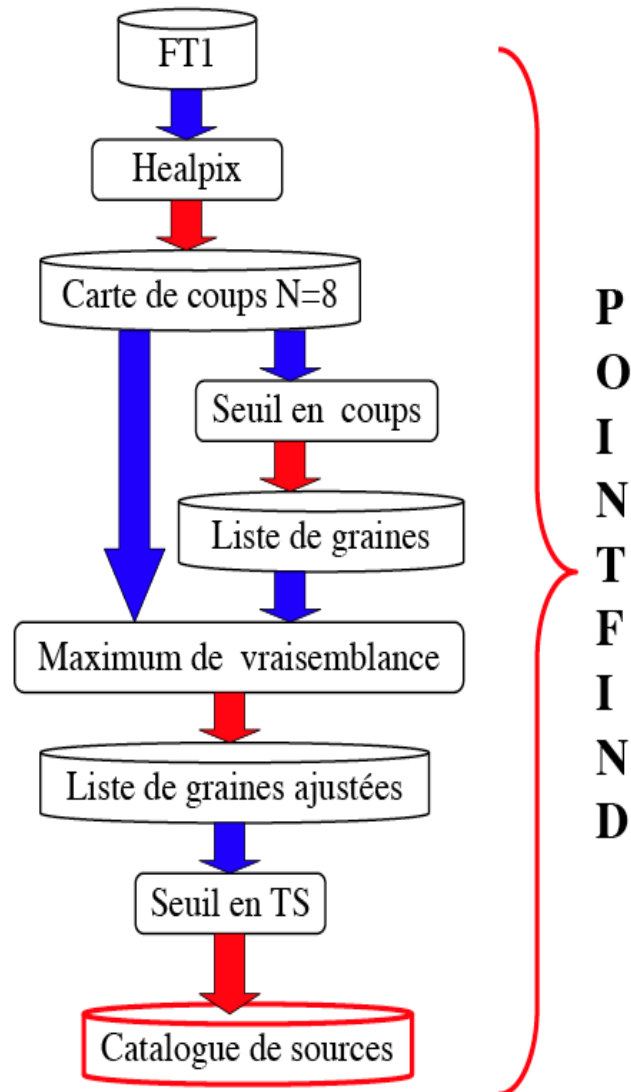 FT1
Healpix
Carte de coups N=8
Seuil en coups
Liste de graines
Maximum de vraisemblance
Liste de graines ajustées
Seuil en TS
Catalogue de sources
POINTFIND